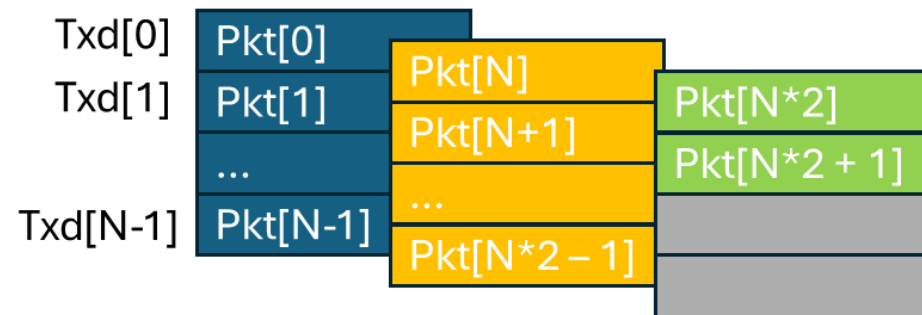 Txd[0] Pkt[0]
Pkt[N]
Txd[1] Pkt[1] Pkt[N*2]
Pkt[N+1]
... Pkt[N*2 + 1]
...
Txd[N-1] Pkt[N-1]
Pkt[N*2 – 1]